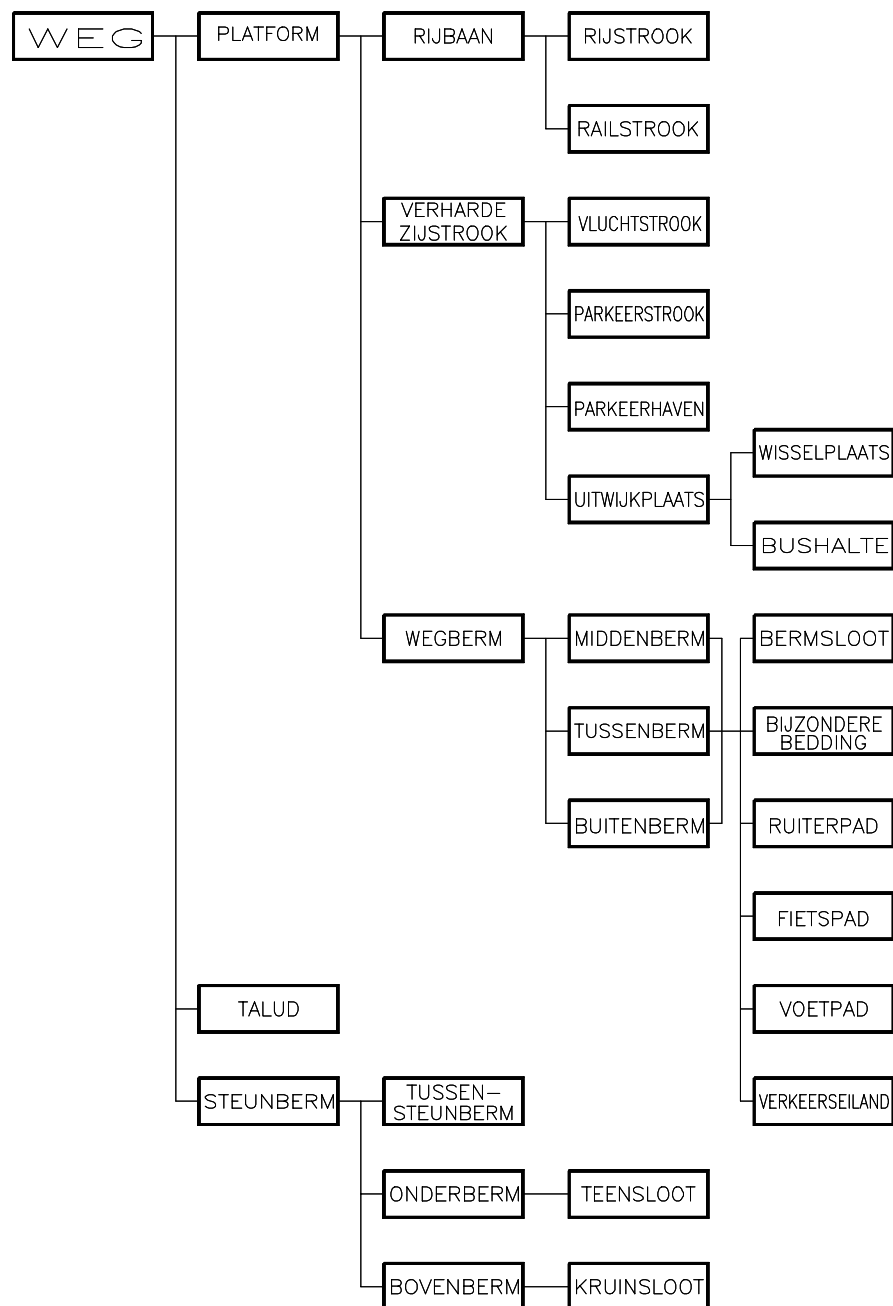 WEG
PLATFORM
RIJBAAN
RIJSTROOK
RAILSTROOK
VERHARDE
ZIJSTROOK
VLUCHTSTROOK
PARKEERSTROOK
PARKEERHAVEN
UITWIJKPLAATS
WISSELPLAATS
BUSHALTE
WEGBERM
MIDDENBERM
TUSSENBERM
BUITENBERM
BERMSLOOT
BIJZONDERE
BEDDING
RUITERPAD
FIETSPAD
VOETPAD
VERKEERSEILAND
TALUD
STEUNBERM
TUSSEN-
STEUNBERM
ONDERBERM
TEENSLOOT
BOVENBERM
KRUINSLOOT